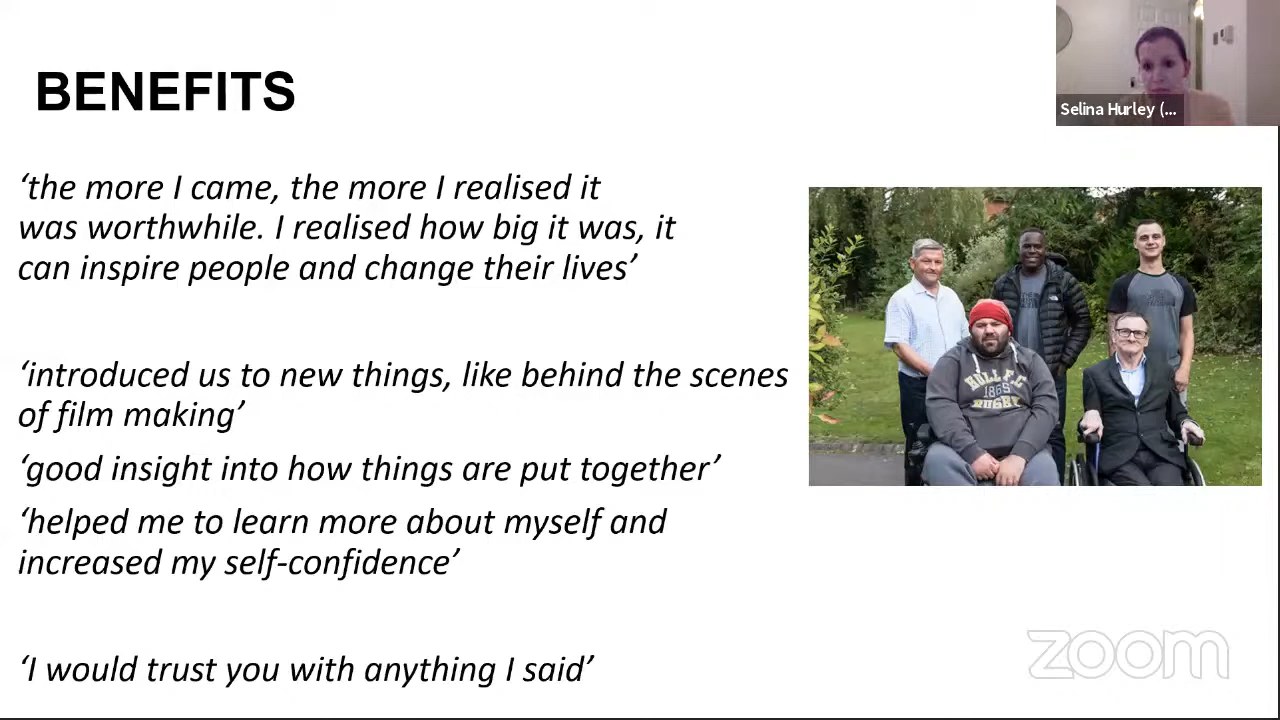 BENEFITS
Selina Hurley (...
‘the more I came, the more I realised it
was worthwhile. I realised how big it was, it
can inspire people and change their lives’
‘introduced us to new things, like behind the scenes
of film making’
‘good insight into how things are put together’
‘helped me to learn more about myself and
increased my self-confidence’
‘I would trust you with anything I said’
HULL F.C
1865
RUGBY
zoom